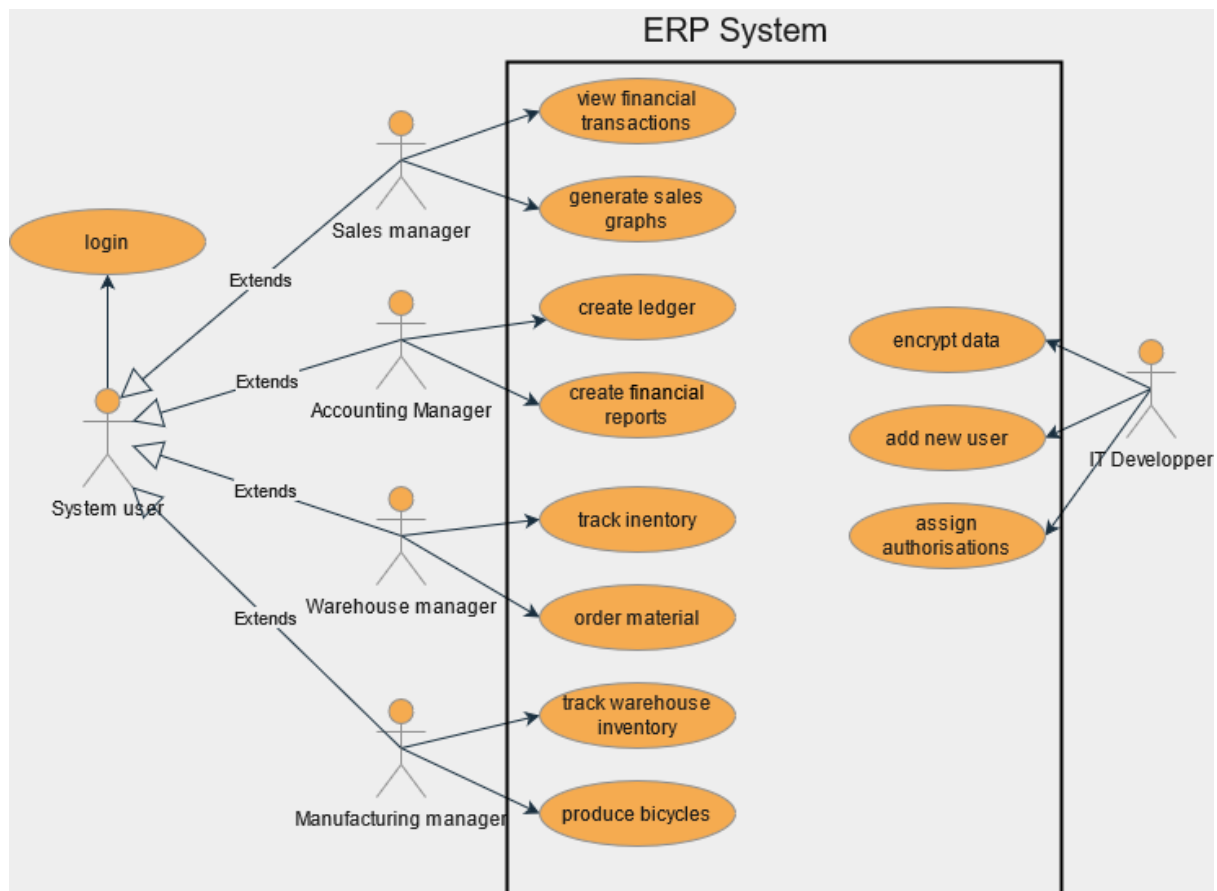 ERP System
view financial
transactions
generate sales
graphs
Sales manager
login
Extends
create ledger
encrypt data
Extends
create financial
reports
Accounting Manager
add new user
IT Developper
Extends
System user
track inentory
assign
authorisations
Warehouse manager
order material
Extends
track warehouse
inventory
Manufacturing manager
produce bicycles